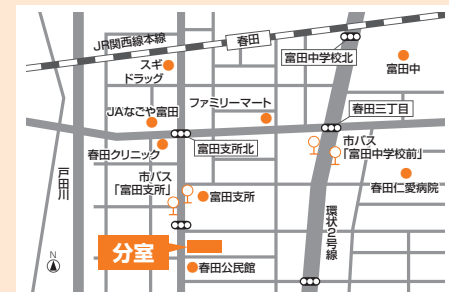 JR関西線本線
春田
スギ
ドラッグ
富田中学校北
富田中
JAなごや富田
ファミリーマート
春田三丁目
春田クリニック
富田支所北
市バス
「富田中学校前」
戸田川
市バス
「富田支所」
富田支所
春田仁愛病院
環状2号線
分室
春田公民館
N